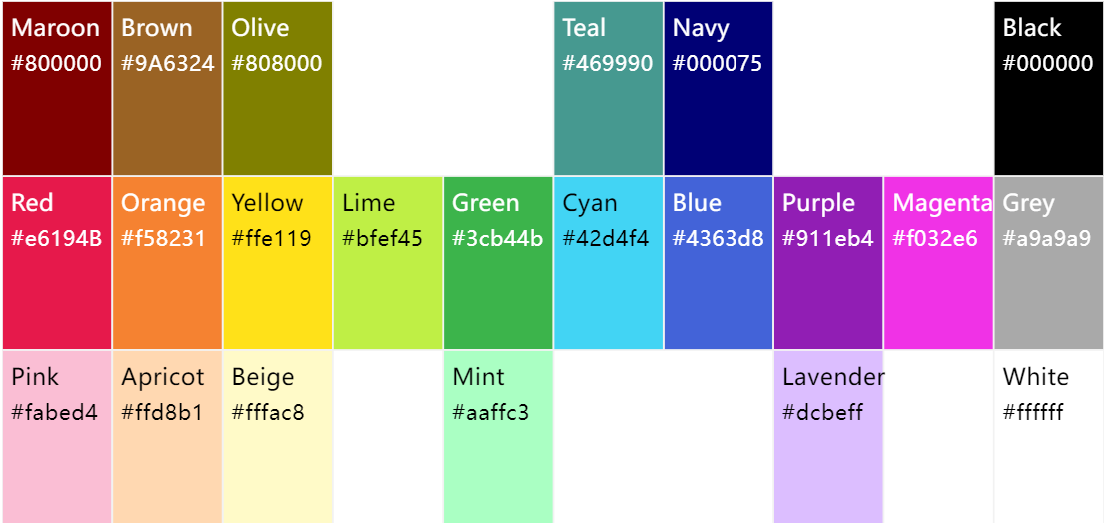 Maroon
#800000
Brown
#9A6324
Olive
#808000
Teal
#469990
Navy
#000075
Black
#000000
Red
#e6194B
Orange
#f58231
Yellow
#ffe119
Lime
#bfef45
Green
#3cb44b
Cyan
#42d4f4
Blue
#4363d8
Purple
#911eb4
Magenta
#f032e6
Grey
#a9a9a9
Pink
#fabed4
Apricot
#ffd8b1
Beige
#fffac8
Mint
#aaffc3
Lavender
#dcbeff
White
#ffffff